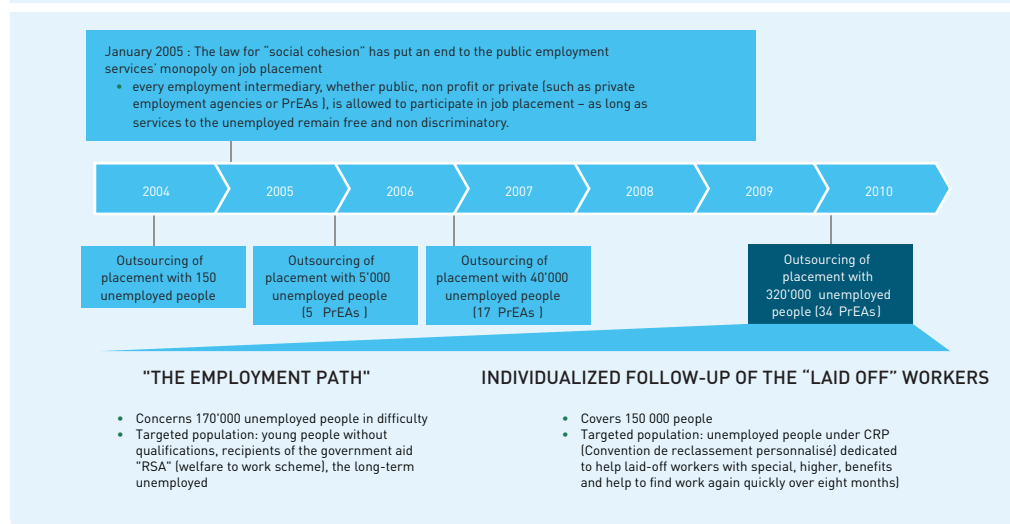 January 2005 : The law for “social cohesion” has put an end to the public employment
services’ monopoly on job placement
• every employment intermediary, whether public, non profit or private (such as private
employment agencies or PrEAs ), is allowed to participate in job placement – as long as
services to the unemployed remain free and non discriminatory.
2004
2005
2006
2007
2008
2009
2010
Outsourcing of
placement with 150
unemployed people
Outsourcing of
placement with 5'000
unemployed people
(5 PrEAs )
Outsourcing of
placement with 40'000
unemployed people
(17 PrEAs )
Outsourcing of
placement with
320'000 unemployed
people (34 PrEAs)
"THE EMPLOYMENT PATH"
• Concerns 170'000 unemployed people in difficulty
• Targeted population: young people without
qualifications, recipients of the government aid
"RSA" (welfare to work scheme), the long-term
unemployed
INDIVIDUALIZED FOLLOW-UP OF THE “LAID OFF” WORKERS
• Covers 150 000 people
• Targeted population: unemployed people under CRP
(Convention de reclassement personnalisé) dedicated
to help laid-off workers with special, higher, benefits
and help to find work again quickly over eight months)